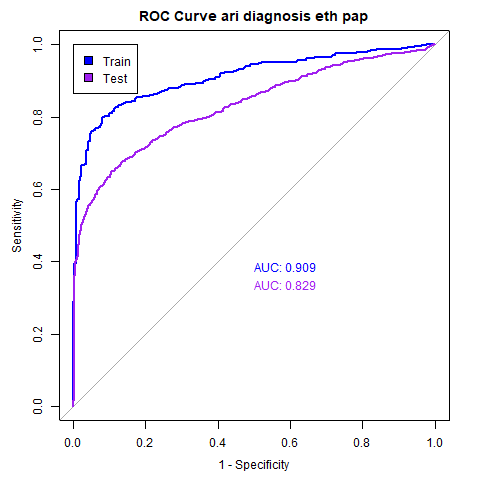 ROC Curve ari diagnosis eth pap
Train
Test
AUC: 0.909
AUC: 0.829
Sensitivity
0.0
0.2
0.4
0.6
0.8
1.0
0.0 0.2 0.4 0.6 0.8 1.0
1 - Specificity